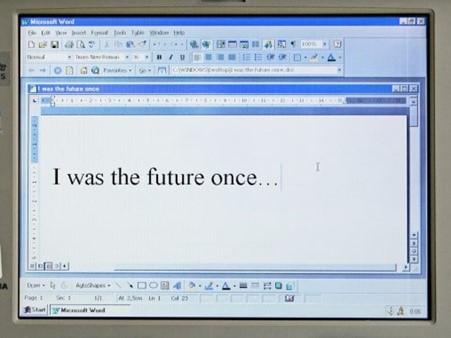 Microsoft Word
File Edit View Insert Format Tools Table Window Help
100%
Normal Times New Roman B I U
Favorites Go C:\WINDOWS\Desktop\I was the future once.doc
I was the future once
I was the future once...
Draw AutoShapes
Page 1 Sec 1 1/1 At 2,5cm Ln 1 Col 23
Start Microsoft Word